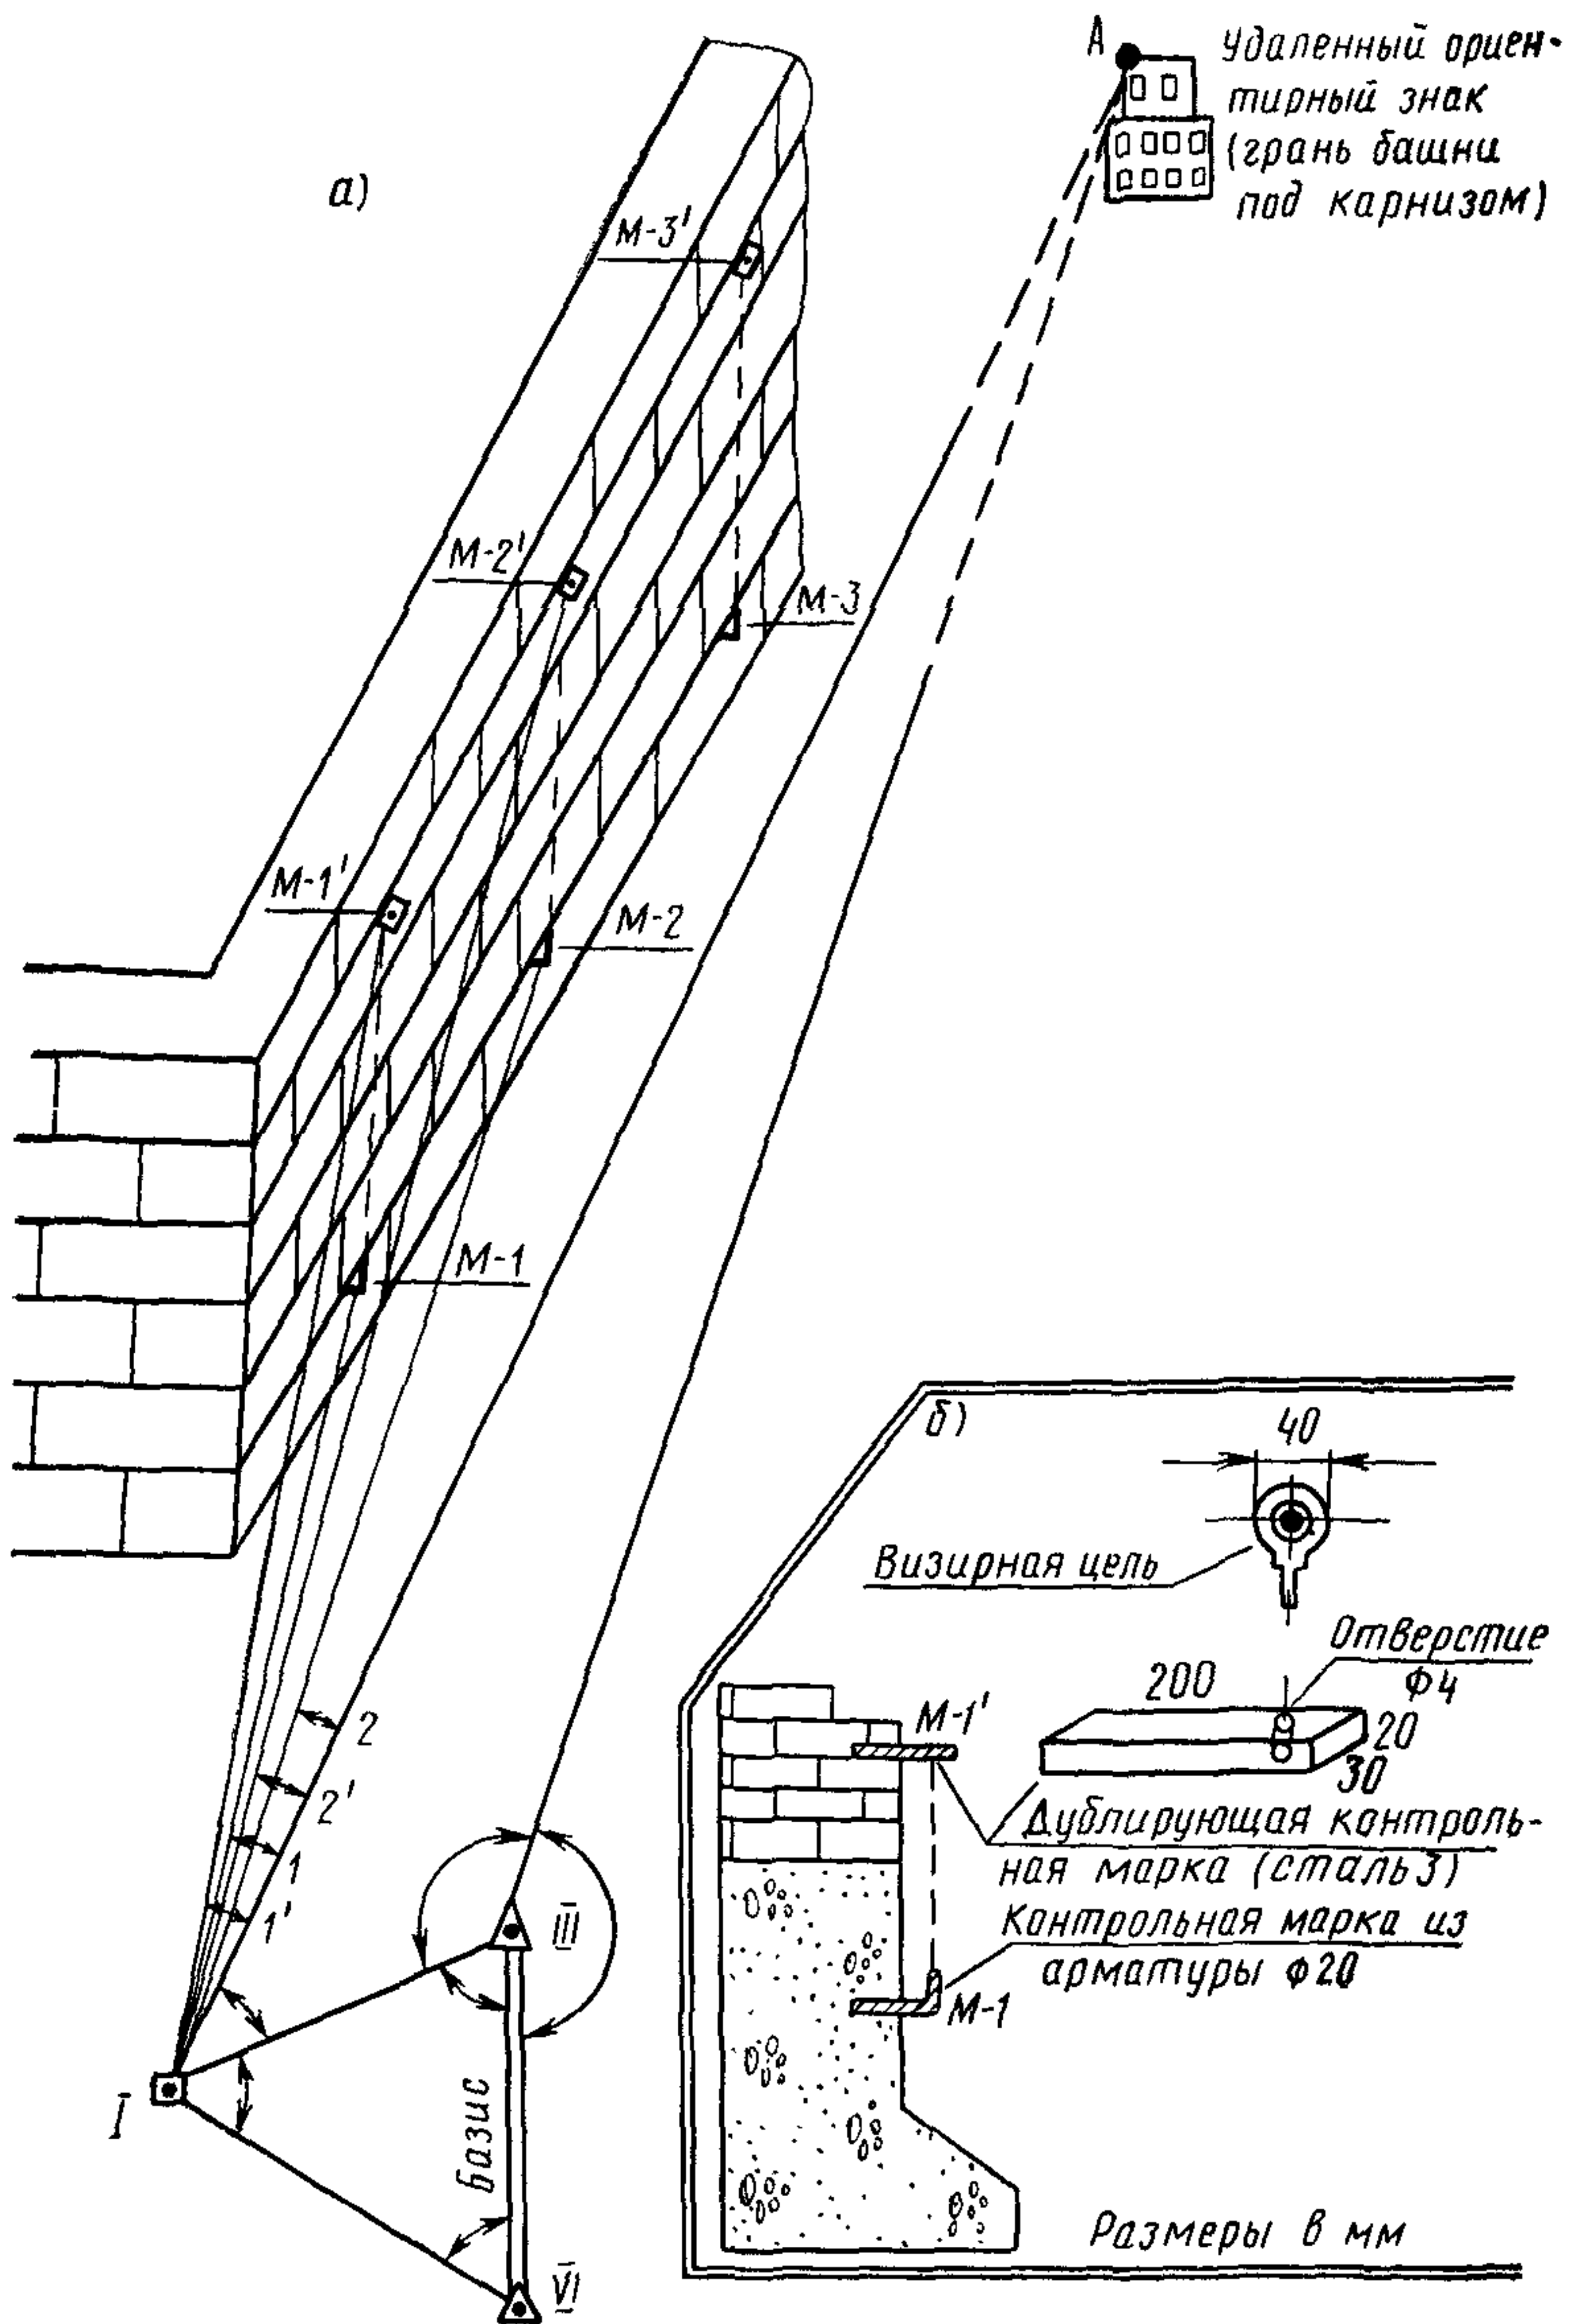 а)
А
Удаленный ориен-
тирный знак
(грань башни
под карнизом)
М-3'
М-2'
М-3
М-1'
М-2
М-1
2
2'
1
1'
III
I
Базис
VI
б)
40
Визирная цель
Отверстие
ф4
200
20
30
М-1'
Дублирующая контроль-
ная марка (сталь 3)
Контрольная марка из
арматуры ф20
М-1
Размеры в мм